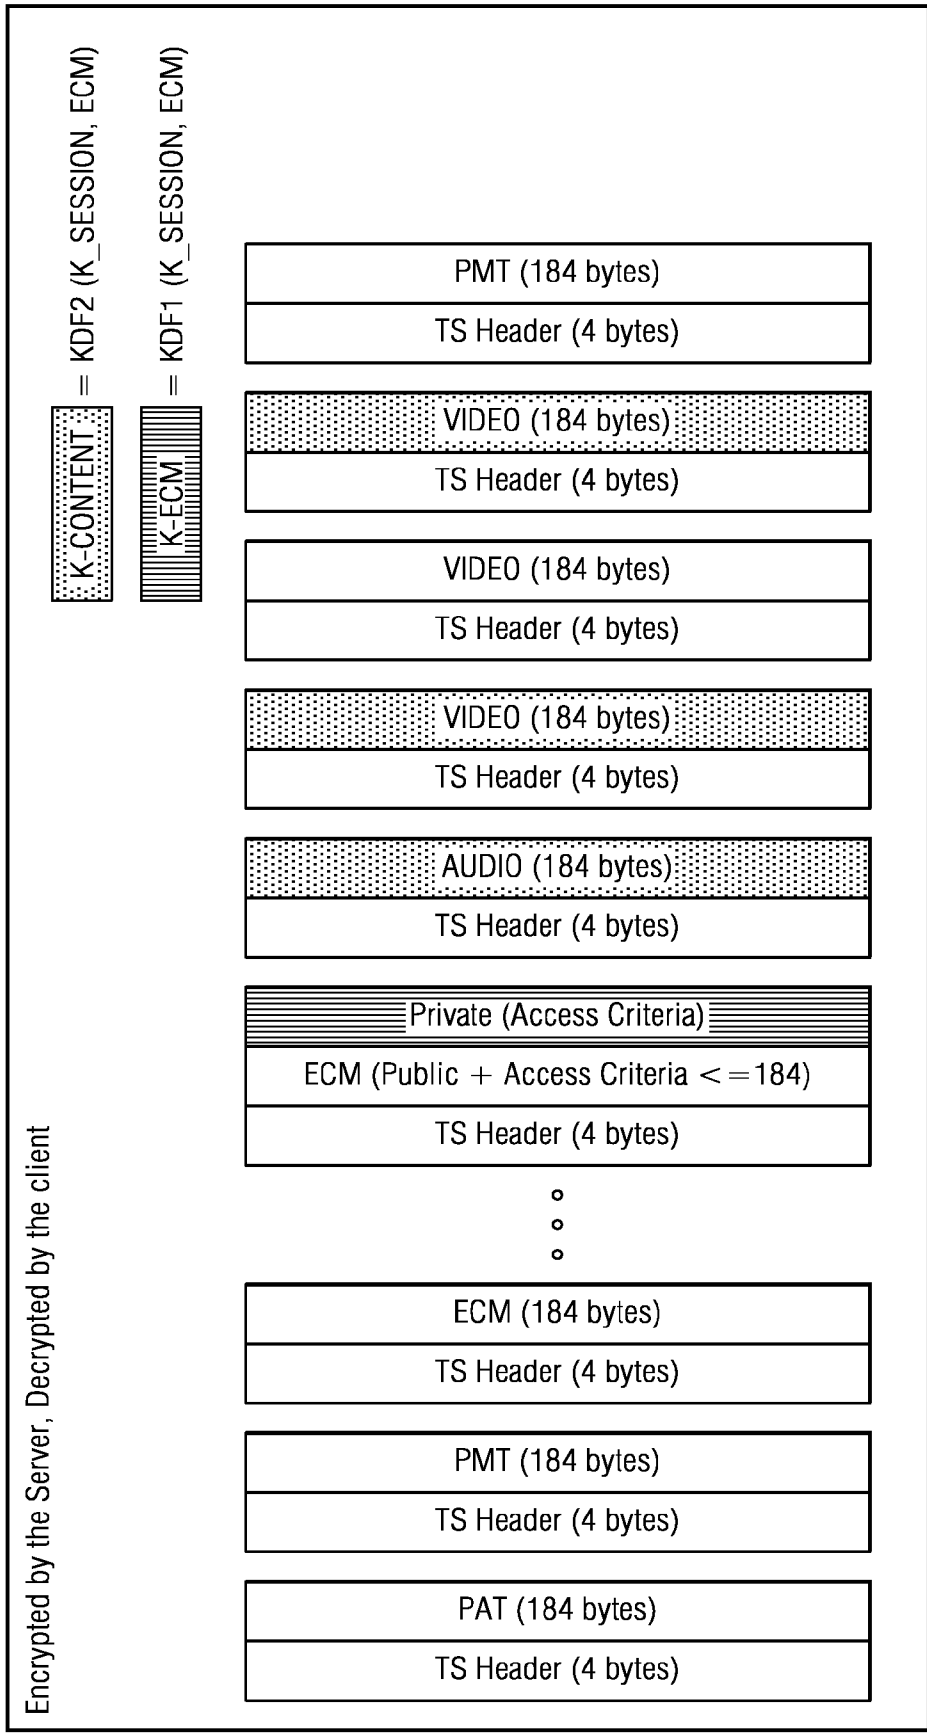 K-CONTENT = KDF2 (K_SESSION, ECM)
K-ECM = KDF1 (K_SESSION, ECM)
PMT (184 bytes)
TS Header (4 bytes)
VIDEO (184 bytes)
TS Header (4 bytes)
VIDEO (184 bytes)
TS Header (4 bytes)
VIDEO (184 bytes)
TS Header (4 bytes)
AUDIO (184 bytes)
TS Header (4 bytes)
Private (Access Criteria)
ECM (Public + Access Criteria <=184)
TS Header (4 bytes)
ECM (184 bytes)
TS Header (4 bytes)
PMT (184 bytes)
TS Header (4 bytes)
PAT (184 bytes)
TS Header (4 bytes)
Encrypted by the Server, Decrypted by the client